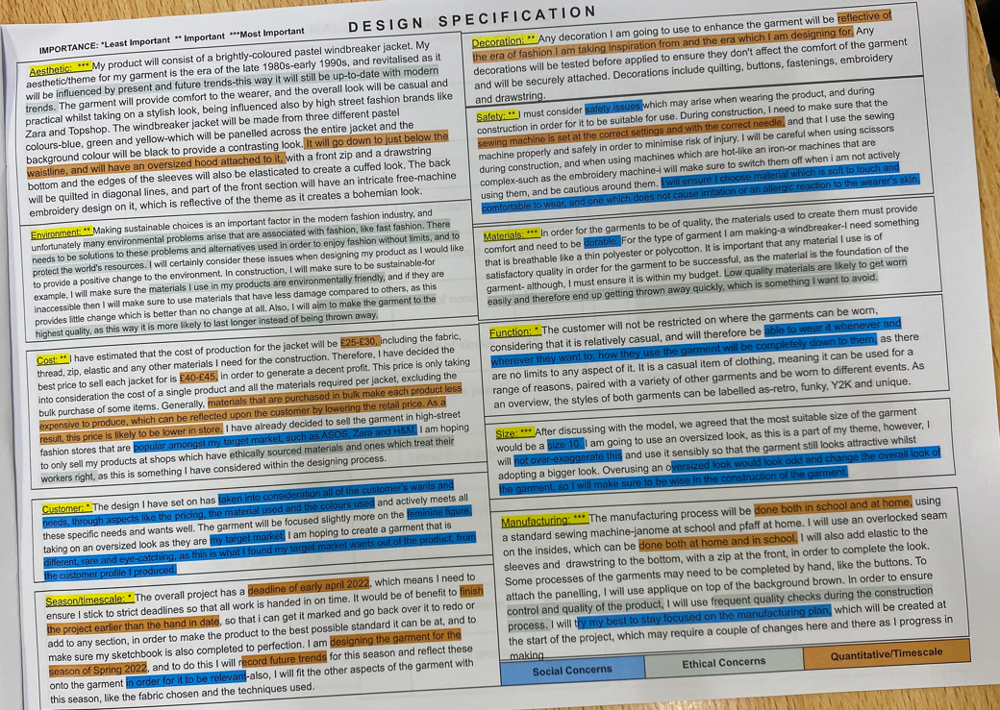 DESIGN SPECIFICATION
IMPORTANCE: *Least Important ** Important ***Most Important
Aesthetic: *** My product will consist of a brightly-coloured pastel windbreaker jacket. My
aesthetic/theme for my garment is the era of the late 1980s-early 1990s, and revitalised as it
will be influenced by present and future trends-this way it will still be up-to-date with modern
trends. The garment will provide comfort to the wearer, and the overall look will be casual and
practical whilst taking on a stylish look, being influenced also by high street fashion brands like
Zara and Topshop. The windbreaker jacket will be made from three different pastel
colours-blue, green and yellow-which will be panelled across the entire jacket and the
background colour will be black to provide a contrasting look. It will go down to just below the
waistline, and will have an oversized hood attached to it, with a front zip and a drawstring
bottom and the edges of the sleeves will also be elasticated to create a cuffed look. The back
will be quilted in diagonal lines, and part of the front section will have an intricate free-machine
embroidery design on it, which is reflective of the theme as it creates a bohemian look.
Environment: ** Making sustainable choices is an important factor in the modern fashion industry, and
unfortunately many environmental problems arise that are associated with fashion, like fast fashion. There
needs to be solutions to these problems and alternatives used in order to enjoy fashion without limits, and to
protect the world's resources. I will certainly consider these issues when designing my product as I would like
to provide a positive change to the environment. In construction, I will make sure to be sustainable-for
example, I will make sure the materials I use in my products are environmentally friendly, and if they are
inaccessible then I will make sure to use materials that have less damage compared to others, as this
provides little change which is better than no change at all. Also, I will aim to make the garment to the
highest quality, as this way it is more likely to last longer instead of being thrown away.
Cost: ** I have estimated that the cost of production for the jacket will be £25-£30, including the fabric,
thread, zip, elastic and any other materials I need for the construction. Therefore, I have decided the
best price to sell each jacket for is £40-£45, in order to generate a decent profit. This price is only taking
into consideration the cost of a single product and all the materials required per jacket, excluding the
bulk purchase of some items. Generally, materials that are purchased in bulk make each product less
expensive to produce, which can be reflected upon the customer by lowering the retail price. As a
result, this price is likely to be lower in store. I have already decided to sell the garment in high-street
fashion stores that are popular amongst my target market, such as ASOS, Zara and H&M. I am hoping
to only sell my products at shops which have ethically sourced materials and ones which treat their
workers right, as this is something I have considered within the designing process.
Customer: * The design I have set on has taken into consideration all of the customer's wants and
needs, through aspects like the pricing, the material used and the colours used and actively meets all
these specific needs and wants well. The garment will be focused slightly more on the feminine figure,
taking on an oversized look as they are my target market. I am hoping to create a garment that is
different, rare and eye-catching, as this is what I found my target market wants out of the product, from
the customer profile I produced.
Season/timescale: * The overall project has a deadline of early april 2022, which means I need to
ensure I stick to strict deadlines so that all work is handed in on time. It would be of benefit to finish
the project earlier than the hand in date, so that i can get it marked and go back over it to redo or
add to any section, in order to make the product to the best possible standard it can be at, and to
make sure my sketchbook is also completed to perfection. I am designing the garment for the
season of Spring 2022, and to do this I will record future trends for this season and reflect these
onto the garment in order for it to be relevant-also, I will fit the other aspects of the garment with
this season, like the fabric chosen and the techniques used.
Decoration: ** Any decoration I am going to use to enhance the garment will be reflective of
the era of fashion I am taking inspiration from and the era which I am designing for. Any
decorations will be tested before applied to ensure they don't affect the comfort of the garment
and will be securely attached. Decorations include quilting, buttons, fastenings, embroidery
and drawstring.
Safety: ** I must consider safety issues which may arise when wearing the product, and during
construction in order for it to be suitable for use. During construction, I need to make sure that the
sewing machine is set at the correct settings and with the correct needle, and that I use the sewing
machine properly and safely in order to minimise risk of injury. I will be careful when using scissors
during construction, and when using machines which are hot-like an iron-or machines that are
complex-such as the embroidery machine-i will make sure to switch them off when i am not actively
using them, and be cautious around them. I will ensure I choose material which is soft to touch and
comfortable to wear, and one which does not cause irritation or an allergic reaction to the wearer's skin.
Materials: *** In order for the garments to be of quality, the materials used to create them must provide
comfort and need to be durable. For the type of garment I am making-a windbreaker-I need something
that is breathable like a thin polyester or polycotton. It is important that any material I use is of
satisfactory quality in order for the garment to be successful, as the material is the foundation of the
garment- although, I must ensure it is within my budget. Low quality materials are likely to get worn
easily and therefore end up getting thrown away quickly, which is something I want to avoid.
Function: * The customer will not be restricted on where the garments can be worn,
considering that it is relatively casual, and will therefore be able to wear it whenever and
wherever they want to; how they use the garment will be completely down to them, as there
are no limits to any aspect of it. It is a casual item of clothing, meaning it can be used for a
range of reasons, paired with a variety of other garments and be worn to different events. As
an overview, the styles of both garments can be labelled as-retro, funky, Y2K and unique.
Size: *** After discussing with the model, we agreed that the most suitable size of the garment
would be a size 10. I am going to use an oversized look, as this is a part of my theme, however, I
will not over-exaggerate this and use it sensibly so that the garment still looks attractive whilst
adopting a bigger look. Overusing an oversized look would look odd and change the overall look of
the garment, so I will make sure to be wise in the construction of the garment.
Manufacturing: *** The manufacturing process will be done both in school and at home, using
a standard sewing machine-janome at school and pfaff at home. I will use an overlocked seam
on the insides, which can be done both at home and in school. I will also add elastic to the
sleeves and drawstring to the bottom, with a zip at the front, in order to complete the look.
Some processes of the garments may need to be completed by hand, like the buttons. To
attach the panelling, I will use applique on top of the background brown. In order to ensure
control and quality of the product, I will use frequent quality checks during the construction
process. I will try my best to stay focused on the manufacturing plan, which will be created at
the start of the project, which may require a couple of changes here and there as I progress in
making.
Social Concerns
Ethical Concerns
Quantitative/Timescale